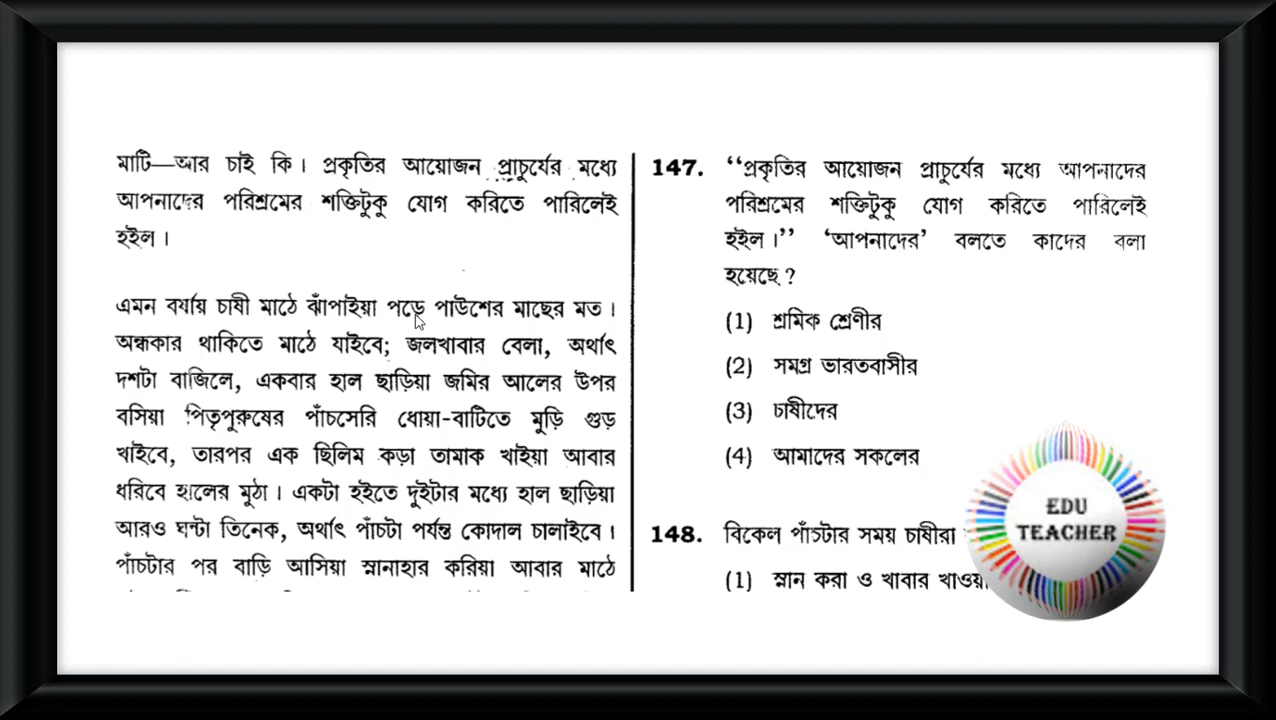 মাটি—আর চাই কি। প্রকৃতির আয়োজন প্রাচুর্যের মধ্যে
আপনাদের পরিশ্রমের শক্তিটুকু যোগ করিতে পারিলেই
হইল।
এমন বর্ষায় চাষী মাঠে ঝাঁপাইয়া পড়ে পাউশের মাছের মত।
অন্ধকার থাকিতে মাঠে যাইবে; জলখাবার বেলা, অর্থাৎ
দশটা বাজিলে, একবার হাল ছাড়িয়া জমির আলের উপর
বসিয়া পিতৃপুরুষের পাঁচসেরি ধোয়া-বাটিতে মুড়ি গুড়
খাইবে, তারপর এক ছিলিম কড়া তামাক খাইয়া আবার
ধরিবে হালের মুঠা। একটা হইতে দুইটার মধ্যে হাল ছাড়িয়া
আরও ঘন্টা তিনেক, অর্থাৎ পাঁচটা পর্যন্ত কোদাল চালাইবে।
পাঁচটার পর বাড়ি আসিয়া স্নানাহার করিয়া আবার মাঠে
147. ‘‘প্রকৃতির আয়োজন প্রাচুর্যের মধ্যে আপনাদের
পরিশ্রমের শক্তিটুকু যোগ করিতে পারিলেই
হইল।’’ ‘আপনাদের’ বলতে কাদের বলা
হয়েছে?
(1) শ্রমিক শ্রেণীর
(2) সমগ্র ভারতবাসীর
(3) চাষীদের
(4) আমাদের সকলের
148. বিকেল পাঁচটার সময় চাষীরা
(1) স্নান করা ও খাবার
EDU
TEACHER